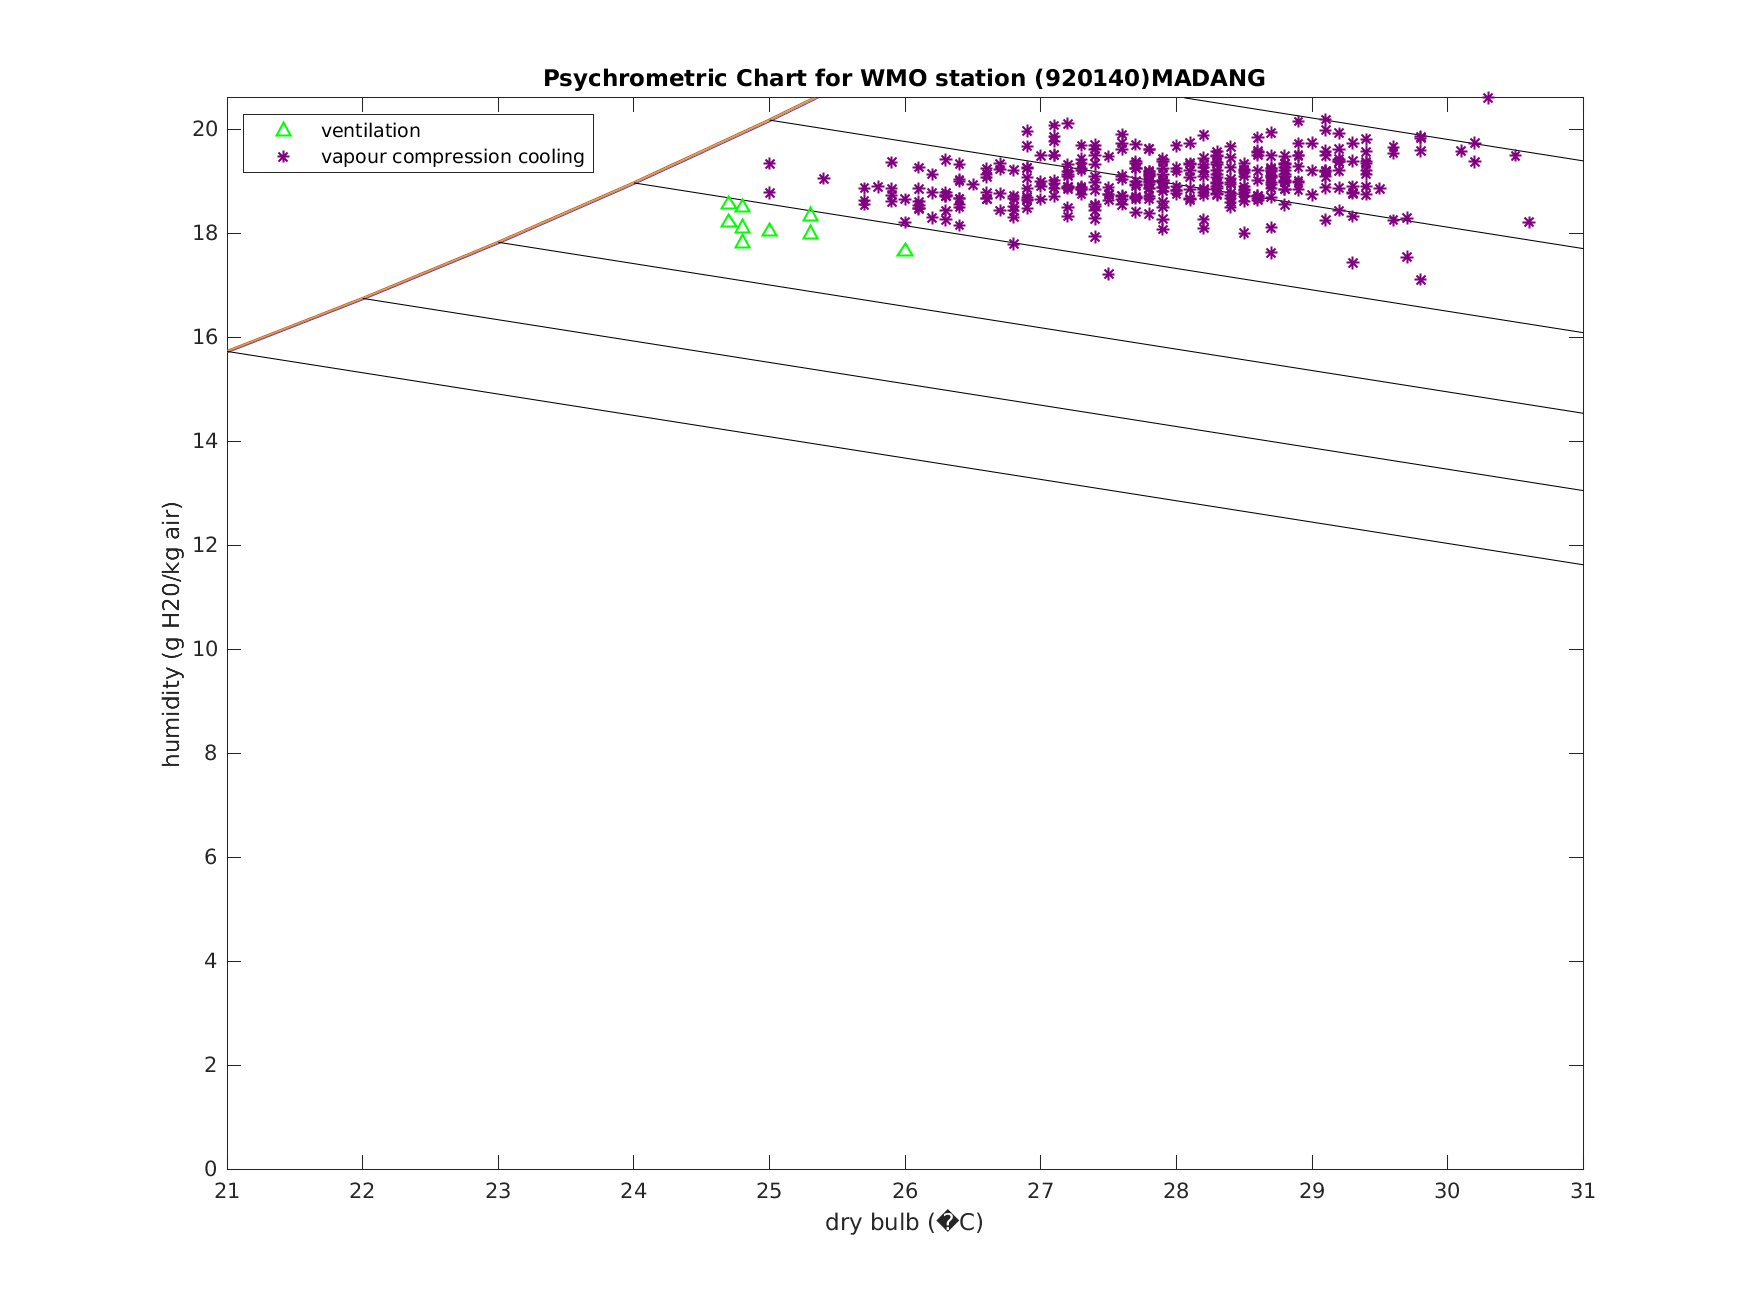 Psychrometric Chart for WMO station (920140)MADANG
ventilation
vapour compression cooling
20
18
16
14
12
10
8
6
4
2
0
humidity (g H20/kg air)
21 22 23 24 25 26 27 28 29 30 31
dry bulb (�C)